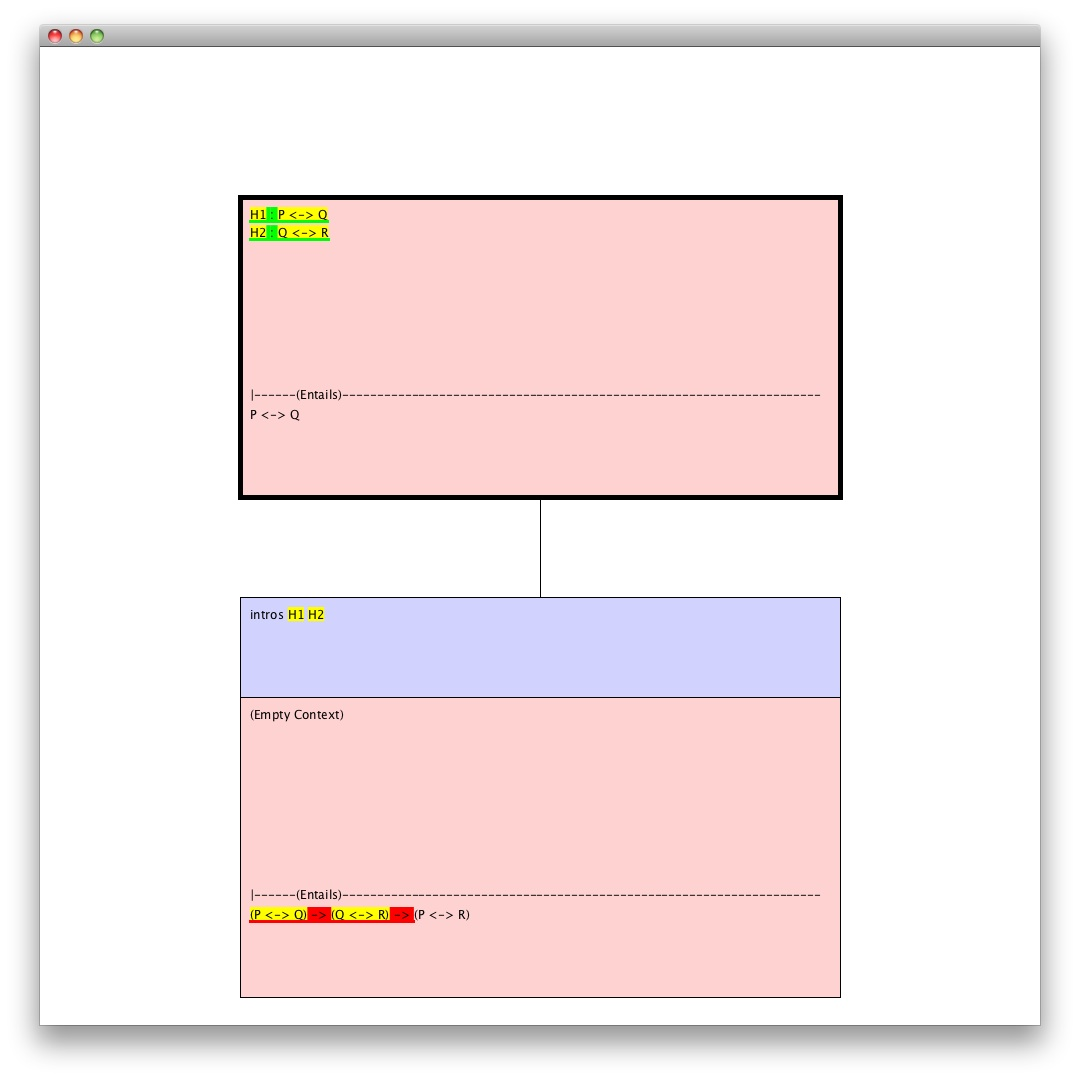 H1 : P <-> Q
H2 : Q <-> R
|------(Entails)---------------------------------------------------------------------
P <-> Q
intros H1 H2
(Empty Context)
|------(Entails)---------------------------------------------------------------------
(P <-> Q) -> (Q <-> R) -> (P <-> R)